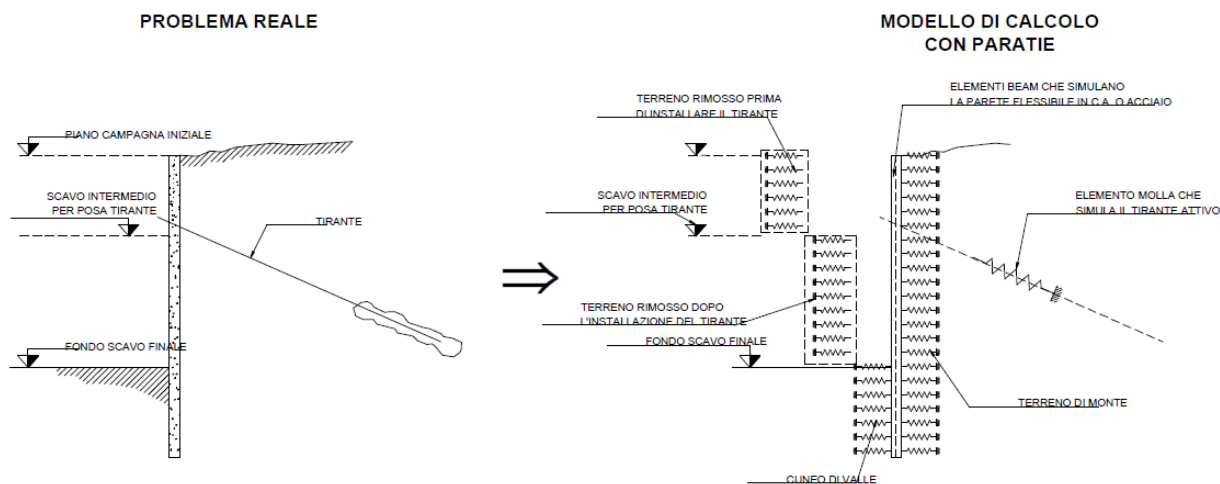 PROBLEMA REALE
PIANO CAMPAGNA INIZIALE
SCAVO INTERMEDIO
PER POSA TIRANTE
TIRANTE
FONDO SCAVO FINALE
MODELLO DI CALCOLO
CON PARATIE
TERRENO RIMOSSO PRIMA
DI INSTALLARE IL TIRANTE
ELEMENTI BEAM CHE SIMULANO
LA PARETE FLESSIBILE IN C.A. O ACCIAIO
SCAVO INTERMEDIO
PER POSA TIRANTE
ELEMENTO MOLLA CHE
SIMULA IL TIRANTE ATTIVO
TERRENO RIMOSSO DOPO
L'INSTALLAZIONE DEL TIRANTE
FONDO SCAVO FINALE
TERRENO DI MONTE
CUNEO DI VALLE